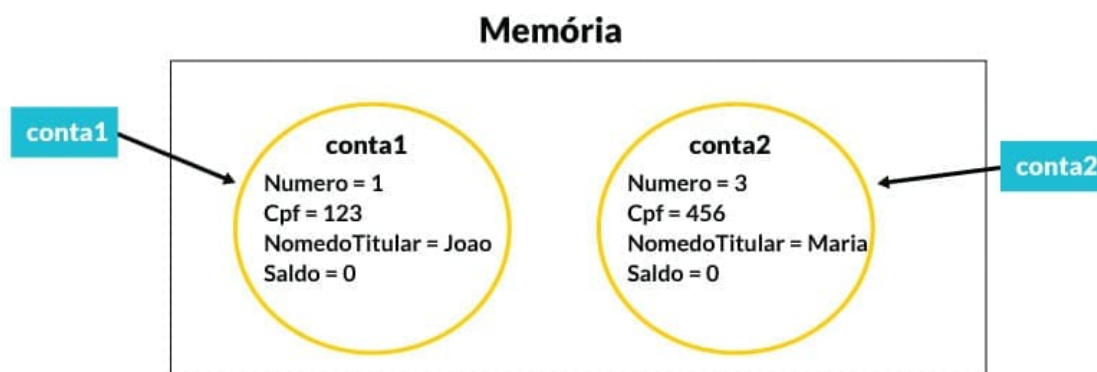 Memória
conta1
conta1
Numero = 1
Cpf = 123
NomedoTitular = Joao
Saldo = 0
conta2
Numero = 3
Cpf = 456
NomedoTitular = Maria
Saldo = 0
conta2